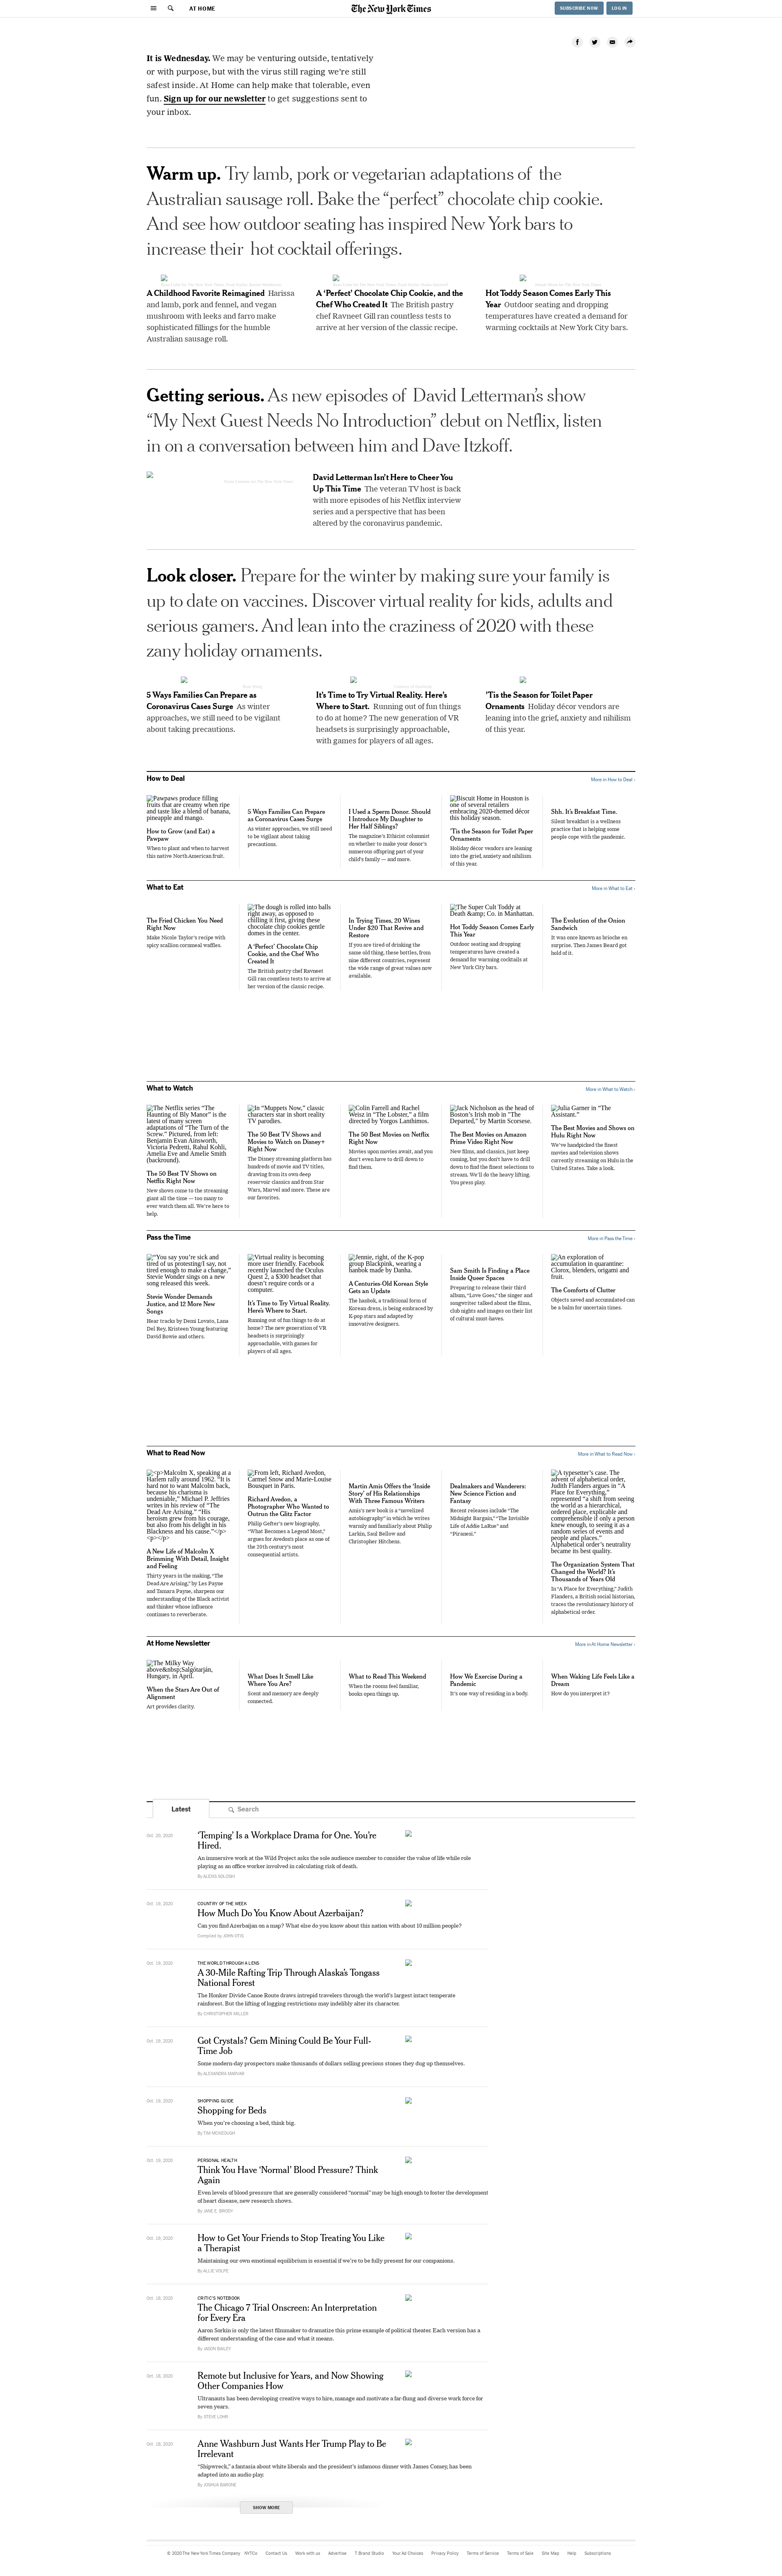 AT HOME
The New York Times
SUBSCRIBE NOW
LOG IN
It is Wednesday. We may be venturing outside, tentatively
or with purpose, but with the virus still raging we're still
safest inside. At Home can help make that tolerable, even
fun. Sign up for our newsletter to get suggestions sent to
your inbox.
Warm up. Try lamb, pork or vegetarian adaptations of the
Australian sausage roll. Bake the “perfect” chocolate chip cookie.
And see how outdoor seating has inspired New York bars to
increase their hot cocktail offerings.
A Childhood Favorite Reimagined Harissa
and lamb, pork and fennel, and vegan
mushroom with leeks and farro make
sophisticated fillings for the humble
Australian sausage roll.
A ‘Perfect’ Chocolate Chip Cookie, and the
Chef Who Created It The British pastry
chef Ravneet Gill ran countless tests to
arrive at her version of the classic recipe.
Hot Toddy Season Comes Early This
Year Outdoor seating and dropping
temperatures have created a demand for
warming cocktails at New York City bars.
Getting serious. As new episodes of David Letterman’s show
“My Next Guest Needs No Introduction” debut on Netflix, listen
in on a conversation between him and Dave Itzkoff.
David Letterman Isn’t Here to Cheer You
Up This Time The veteran TV host is back
with more episodes of his Netflix interview
series and a perspective that has been
altered by the coronavirus pandemic.
Look closer. Prepare for the winter by making sure your family is
up to date on vaccines. Discover virtual reality for kids, adults and
serious gamers. And lean into the craziness of 2020 with these
zany holiday ornaments.
5 Ways Families Can Prepare as
Coronavirus Cases Surge As winter
approaches, we still need to be vigilant
about taking precautions.
It’s Time to Try Virtual Reality. Here’s
Where to Start. Running out of fun things
to do at home? The new generation of VR
headsets is surprisingly approachable,
with games for players of all ages.
’Tis the Season for Toilet Paper
Ornaments Holiday décor vendors are
leaning into the grief, anxiety and nihilism
of this year.
How to Deal
More in How to Deal ›
Pawpaws produce creamy filling
fruits that are creamy when ripe
and taste like a blend of banana,
pineapple and mango.
How to Grow (and Eat) a
Pawpaw
When to plant and when to harvest
this native North American fruit.
5 Ways Families Can Prepare
as Coronavirus Cases Surge
As winter approaches, we still need
to be vigilant about taking
precautions.
I Used a Sperm Donor. Should
I Introduce My Daughter to
Her Half Siblings?
The magazine’s Ethicist columnist
on whether to make your donor’s
numerous offspring part of your
child’s family — and more.
Biscuit Home in Houston is
one of several retailers
embracing 2020-themed décor
this holiday season.
’Tis the Season for Toilet Paper
Ornaments
Holiday décor vendors are leaning
into the grief, anxiety and nihilism
of this year.
Shh. It’s Breakfast Time.
Silent breakfast is a wellness
practice that is helping some
people cope with the pandemic.
What to Eat
More in What to Eat ›
The Fried Chicken You Need
Right Now
Make Nicole Taylor’s recipe with
spicy scallion cornmeal waffles.
The dough is rolled into balls
right away, as opposed to
chilling it first, giving these
chocolate chip cookies gentle
domes in the center.
A ‘Perfect’ Chocolate Chip
Cookie, and the Chef Who
Created It
The British pastry chef Ravneet
Gill ran countless tests to arrive at
her version of the classic recipe.
In Trying Times, 20 Wines
Under $20 That Revive and
Restore
If you are tired of drinking the
same old thing, these bottles, from
nine different countries, represent
the wide range of great values now
available.
The Super Cult Toddy at
Death &amp; Co. in Manhattan.
Hot Toddy Season Comes Early
This Year
Outdoor seating and dropping
temperatures have created a
demand for warming cocktails at
New York City bars.
The Evolution of the Onion
Sandwich
It was once known as brioche en
surprise. Then James Beard got
hold of it.
What to Watch
More in What to Watch ›
The Netflix series “The
Haunting of Bly Manor” is the
latest of many screen
adaptations of “The Turn of the
Screw.” Pictured, from left:
Benjamin Evan Ainsworth,
Victoria Pedretti, Rahul Kohli,
Amelia Eve and Amelie Smith
(backround).
The 50 Best TV Shows on
Netflix Right Now
New shows come to the streaming
giant all the time — too many to
ever watch them all. We’re here to
help.
In “Muppets Now,” classic
characters star in short reality
TV parodies.
The 50 Best TV Shows and
Movies to Watch on Disney+
Right Now
The Disney streaming platform has
hundreds of movie and TV titles,
drawing from its own deep
reservoir classics and from Star
Wars, Marvel and more. These are
our favorites.
Colin Farrell and Rachel
Weisz in “The Lobster,” a film
directed by Yorgos Lanthimos.
The 50 Best Movies on Netflix
Right Now
Movies upon movies await, and you
don’t even have to drill down to
find them.
Jack Nicholson as the head of
Boston’s Irish mob in "The
Departed,” by Martin Scorsese.
The Best Movies on Amazon
Prime Video Right Now
New films, and classics, just keep
coming, but you don’t have to drill
down to find the finest selections to
stream. We’ll do the heavy lifting.
You press play.
Julia Garner in “The
Assistant.”
The Best Movies and Shows on
Hulu Right Now
We’ve handpicked the finest
movies and television shows
currently streaming on Hulu in the
United States. Take a look.
Pass the Time
More in Pass the Time ›
“You say you’re sick and
tired of us protesting/I say, not
tired enough to make a change,”
Stevie Wonder sings on a new
song released this week.
Stevie Wonder Demands
Justice, and 12 More New
Songs
Hear tracks by Demi Lovato, Lana
Del Rey, Kristeen Young featuring
David Bowie and others.
Virtual reality is becoming
more user friendly. Facebook
recently launched the Oculus
Quest 2, a $300 headset that
doesn’t require cords or a
computer.
It’s Time to Try Virtual Reality.
Here’s Where to Start.
Running out of fun things to do at
home? The new generation of VR
headsets is surprisingly
approachable, with games for
players of all ages.
Jennie, right, of the K-pop
group Blackpink, wearing a
hanbok made by Danha.
A Centuries-Old Korean Style
Gets an Update
The hanbok, a traditional form of
Korean dress, is being embraced by
K-pop stars and adapted by
innovative designers.
Sam Smith Is Finding a Place
Inside Queer Spaces
Preparing to release their third
album, “Love Goes,” the singer and
songwriter talked about the films,
club nights and images on their list
of cultural must-haves.
An exploration of
accumulation in quarantine:
Clorox, blenders, origami and
fruit.
The Comforts of Clutter
Objects saved and accumulated can
be a balm for uncertain times.
What to Read Now
More in What to Read Now ›
<p>Malcolm X, speaking at a
Harlem rally around 1962. “It is
hard not to want Malcolm back,
because his charisma is
undeniable,” Michael P. Jeffries
writes in his review of “The
Dead Are Arising.” “His
heroism grew from his courage,
but also from his delight in his
Blackness and his cause.”</p>
<p></p>
A New Life of Malcolm X
Brimming With Detail, Insight
and Feeling
Thirty years in the making, “The
Dead Are Arising,” by Les Payne
and Tamara Payne, sharpens our
understanding of the Black activist
and thinker whose influence
continues to reverberate.
From left, Richard Avedon,
Carmel Snow and Marie-Louise
Bousquet in Paris.
Richard Avedon, a
Photographer Who Wanted to
Outrun the Glitz Factor
Philip Gefter’s new biography,
“What Becomes a Legend Most,”
argues for Avedon’s place as one of
the 20th century’s most
consequential artists.
Martin Amis Offers the ‘Inside
Story’ of His Relationships
With Three Famous Writers
Amis’s new book is a “novelized
autobiography” in which he writes
warmly and familiarly about Philip
Larkin, Saul Bellow and
Christopher Hitchens.
Dealmakers and Wanderers:
New Science Fiction and
Fantasy
Recent releases include “The
Midnight Bargain,” “The Invisible
Life of Addie LaRue” and
“Piranesi.”
A typesetter’s case. The
advent of alphabetical order,
Judith Flanders argues in “A
Place for Everything,”
represented “a shift from seeing
the world as a hierarchical,
ordered place, explicable and
comprehensible if only a person
knew enough, to seeing it as a
random series of events and
people and places.”
Alphabetical order’s neutrality
became its best quality.
The Organization System That
Changed the World? It’s
Thousands of Years Old
In “A Place for Everything,” Judith
Flanders, a British social historian,
traces the revolutionary history of
alphabetical order.
At Home Newsletter
More in At Home Newsletter ›
The Milky Way
above&nbsp;Salgótarján,
Hungary, in April.
When the Stars Are Out of
Alignment
Art provides clarity.
What Does It Smell Like
Where You Are?
Scent and memory are deeply
connected.
What to Read This Weekend
When the rooms feel familiar,
books open things up.
How We Exercise During a
Pandemic
It’s one way of residing in a body.
When Waking Life Feels Like a
Dream
How do you interpret it?
Latest
Search
Oct. 20, 2020
‘Temping’ Is a Workplace Drama for One. You’re
Hired.
An immersive work at the Wild Project asks the sole audience member to consider the value of life while role
playing as an office worker involved in calculating risk of death.
By ALEXIS SOLOSKI
Oct. 19, 2020
COUNTRY OF THE WEEK
How Much Do You Know About Azerbaijan?
Can you find Azerbaijan on a map? What else do you know about this nation with about 10 million people?
Compiled by JOHN OTIS
Oct. 19, 2020
THE WORLD THROUGH A LENS
A 30-Mile Rafting Trip Through Alaska’s Tongass
National Forest
The Honker Divide Canoe Route draws intrepid travelers through the world’s largest intact temperate
rainforest. But the lifting of logging restrictions may indelibly alter its character.
By CHRISTOPHER MILLER
Oct. 19, 2020
Got Crystals? Gem Mining Could Be Your Full-
Time Job
Some modern-day prospectors make thousands of dollars selling precious stones they dug up themselves.
By ALEXANDRA MARVAR
Oct. 19, 2020
SHOPPING GUIDE
Shopping for Beds
When you’re choosing a bed, think big.
By TIM MCKEOUGH
Oct. 19, 2020
PERSONAL HEALTH
Think You Have ‘Normal’ Blood Pressure? Think
Again
Even levels of blood pressure that are generally considered “normal” may be high enough to foster the development
of heart disease, new research shows.
By JANE E. BRODY
Oct. 18, 2020
How to Get Your Friends to Stop Treating You Like
a Therapist
Maintaining our own emotional equilibrium is essential if we’re to be fully present for our companions.
By ALLIE VOLPE
Oct. 18, 2020
CRITIC’S NOTEBOOK
The Chicago 7 Trial Onscreen: An Interpretation
for Every Era
Aaron Sorkin is only the latest filmmaker to dramatize this prime example of political theater. Each version has a
different understanding of the case and what it means.
By JASON BAILEY
Oct. 18, 2020
Remote but Inclusive for Years, and Now Showing
Other Companies How
Ultranauts has been developing creative ways to hire, manage and motivate a far-flung and diverse work force for
seven years.
By STEVE LOHR
Oct. 18, 2020
Anne Washburn Just Wants Her Trump Play to Be
Irrelevant
“Shipwreck,” a fantasia about white liberals and the president’s infamous dinner with James Comey, has been
adapted into an audio play.
By JOSHUA BARONE
SHOW MORE
© 2020 The New York Times Company NYTCo Contact Us Work with us Advertise T Brand Studio Your Ad Choices Privacy Policy Terms of Service Terms of Sale Site Map Help Subscriptions